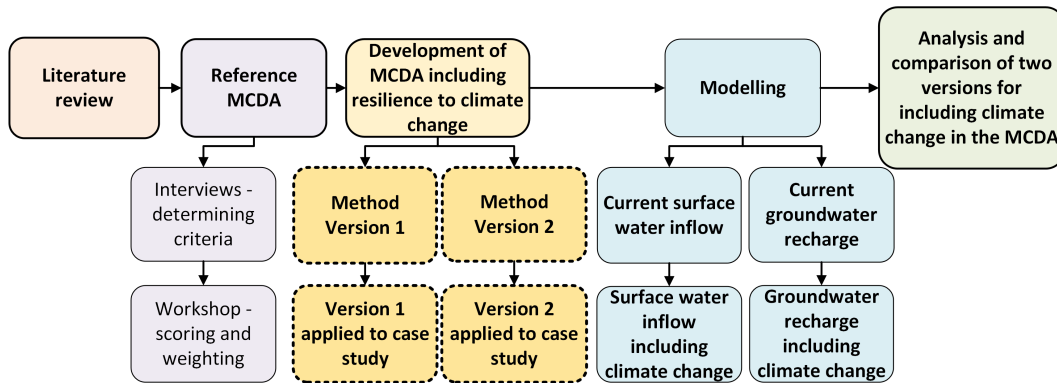 Literature
review
Reference
MCDA
Development of
MCDA including
resilience to climate
change
Modelling
Analysis and
comparison of two
versions for
including climate
change in the MCDA
Interviews -
determining
criteria
Method
Version 1
Method
Version 2
Current surface
water inflow
Current
groundwater
recharge
Workshop -
scoring and
weighting
Version 1
applied to case
study
Version 2
applied to case
study
Surface water
inflow
including
climate change
Groundwater
recharge
including
climate change